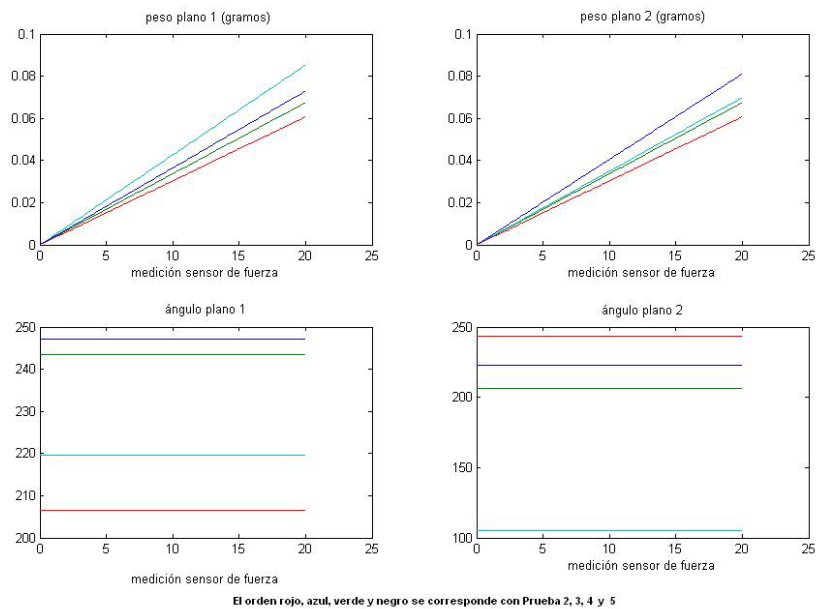 peso plano 1 (gramos)
0.1
0.08
0.06
0.04
0.02
0
0 5 10 15 20 25
medición sensor de fuerza
peso plano 2 (gramos)
0.1
0.08
0.06
0.04
0.02
0
0 5 10 15 20 25
medición sensor de fuerza
ángulo plano 1
250
240
230
220
210
200
0 5 10 15 20 25
medición sensor de fuerza
ángulo plano 2
250
200
150
100
0 5 10 15 20 25
medición sensor de fuerza
El orden rojo, azul, verde y negro se corresponde con Prueba 2, 3, 4 y 5